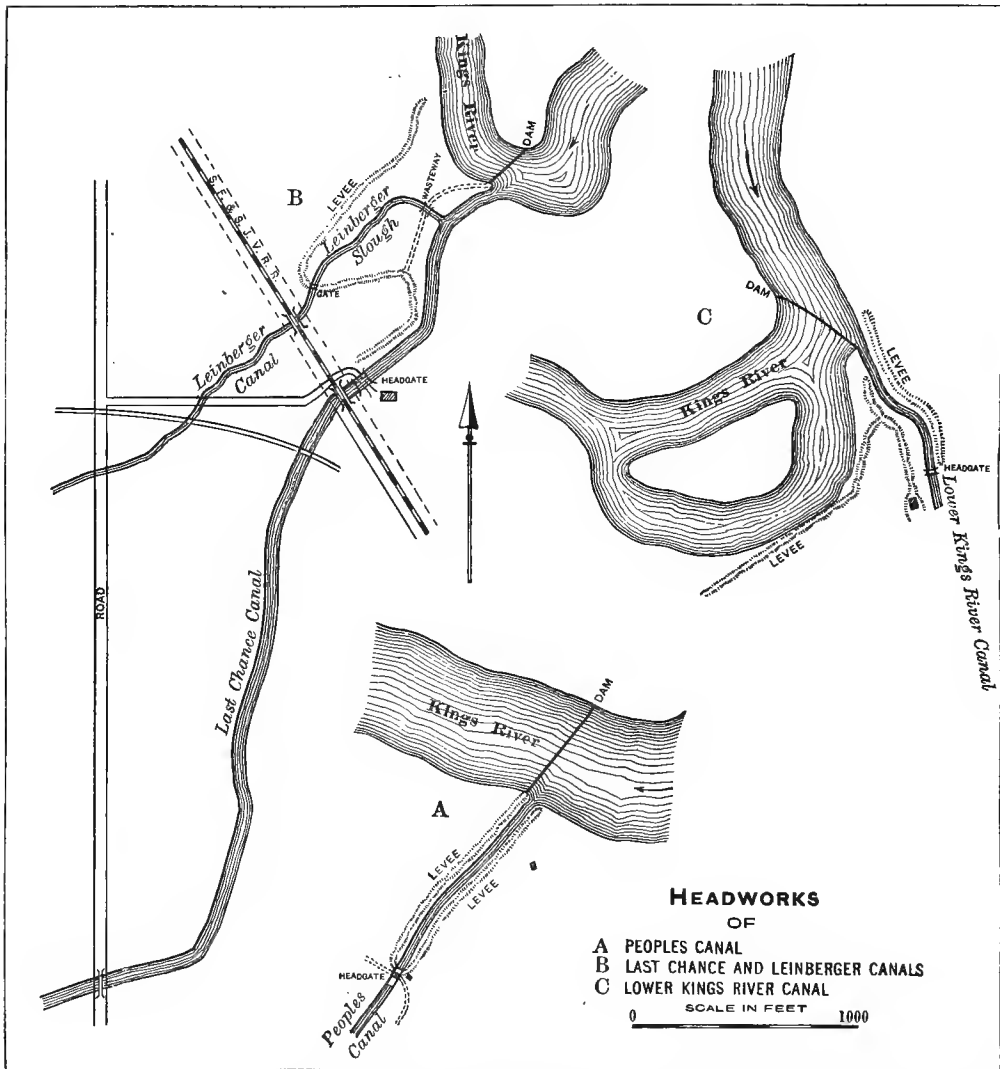 Kings River
DAM
WASTEWAY
LEVEE
B
Leinberger
Slough
GATE
Leinberger
Canal
HEADGATE
ROAD
Last Chance Canal
DAM
C
Kings River
LEVEE
HEADGATE
LEVEE
Lower Kings River Canal
DAM
Kings River
A
LEVEE
LEVEE
HEADGATE
Peoples
Canal
HEADWORKS
OF
A PEOPLES CANAL
B LAST CHANCE AND LEINBERGER CANALS
C LOWER KINGS RIVER CANAL
SCALE IN FEET
0 1000